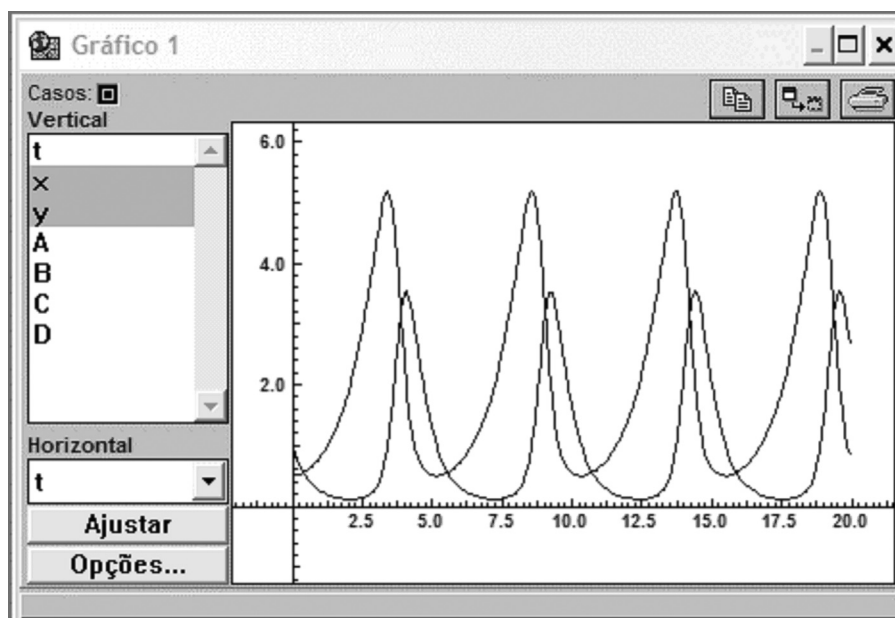 Gráfico 1
Casos:
Vertical
t
x
y
A
B
C
D
Horizontal
t
Ajustar
Opções...
6.0
4.0
2.0
2.5 5.0 7.5 10.0 12.5 15.0 17.5 20.0